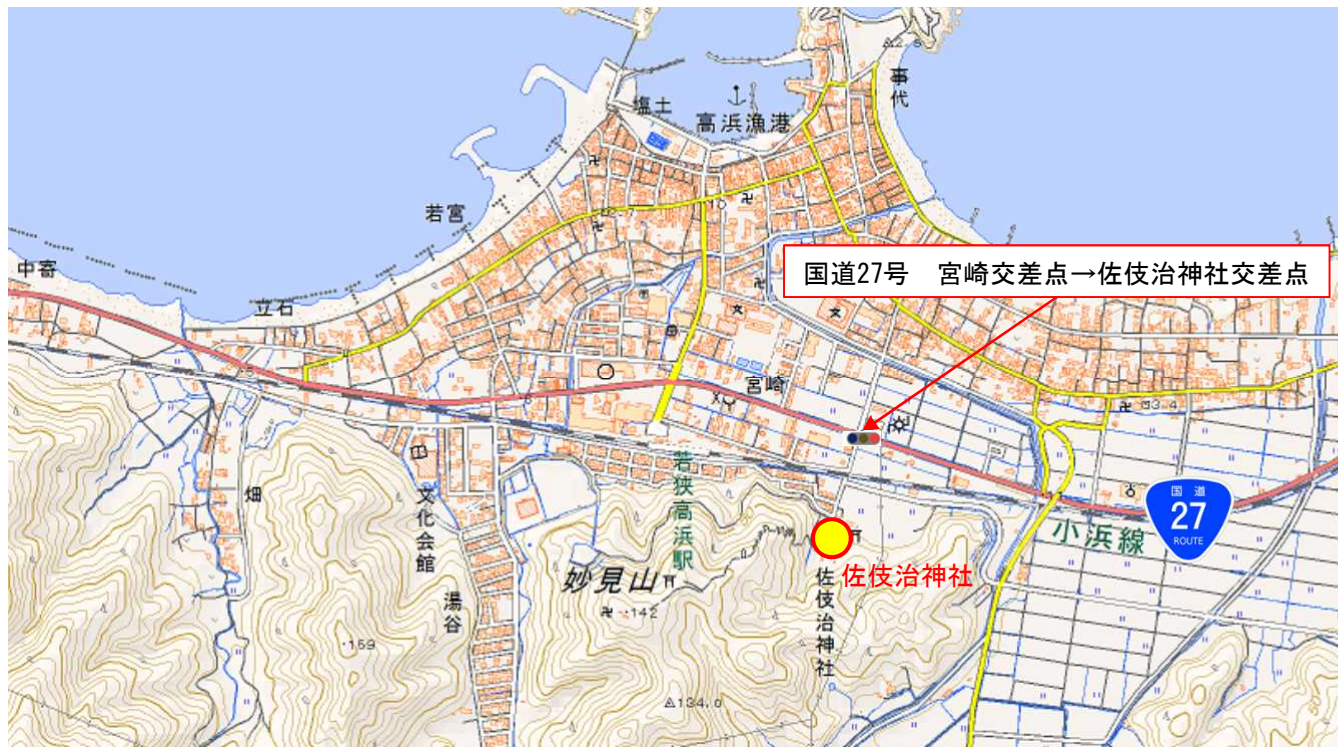 事代
塩土
高浜漁港
若宮
中寄
立石
国道27号　宮崎交差点→佐伎治神社交差点
宮崎
若狭高浜駅
文化会館
畑
湯谷
妙見山
142
159
佐伎治神社
佐伎治神社
小浜線
国道
27
ROUTE
134.0